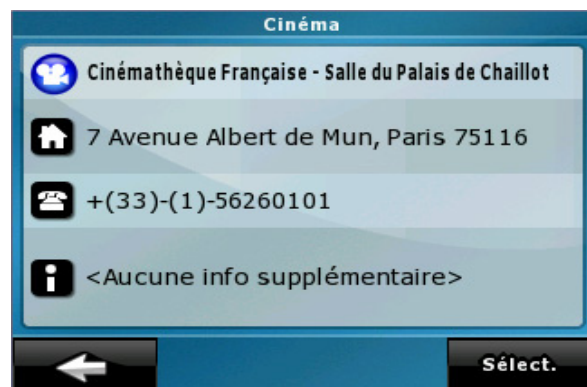 Cinéma
Cinémathèque Française - Salle du Palais de Chaillot
7 Avenue Albert de Mun, Paris 75116
+(33)-(1)-56260101
<Aucune info supplémentaire>
Sélect.